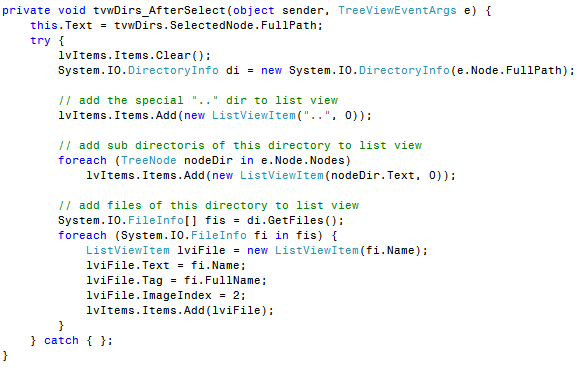 private void tvwDirs_AfterSelect(object sender, TreeViewEventArgs e) {
    this.Text = tvwDirs.SelectedNode.FullPath;
    try {
        lvItems.Items.Clear();
        System.IO.DirectoryInfo di = new System.IO.DirectoryInfo(e.Node.FullPath);

        // add the special ".." dir to list view
        lvItems.Items.Add(new ListViewItem("..", 0));

        // add sub directoris of this directory to list view
        foreach (TreeNode nodeDir in e.Node.Nodes)
            lvItems.Items.Add(new ListViewItem(nodeDir.Text, 0));

        // add files of this directory to list view
        System.IO.FileInfo[] fis = di.GetFiles();
        foreach (System.IO.FileInfo fi in fis) {
            ListViewItem lviFile = new ListViewItem(fi.Name);
            lviFile.Text = fi.Name;
            lviFile.Tag = fi.FullName;
            lviFile.ImageIndex = 2;
            lvItems.Items.Add(lviFile);
        }
    } catch { };
}